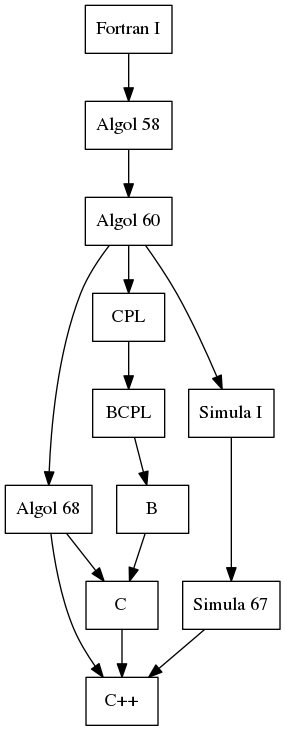 Fortran I
Algol 58
Algol 60
CPL
BCPL
Simula I
Algol 68
B
C
Simula 67
C++